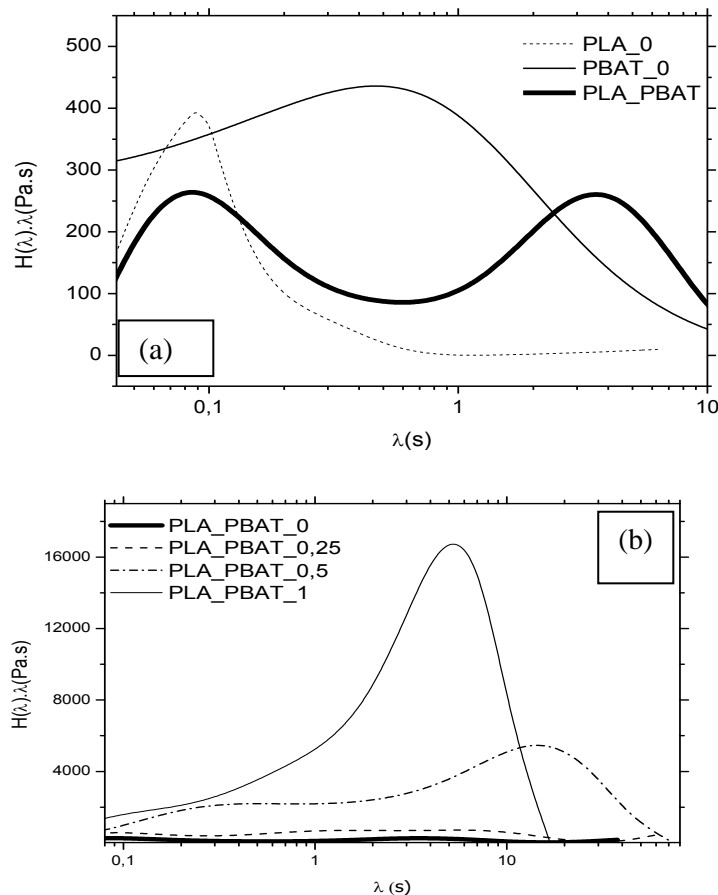 500
400
300
200
100
0
H(λ).λ(Pa.s)
PLA_0
PBAT_0
PLA_PBAT
(a)
0,1
1
10
λ(s)
16000
12000
8000
4000
H(λ).λ(Pa.s)
PLA_PBAT_0
PLA_PBAT_0,25
PLA_PBAT_0,5
PLA_PBAT_1
(b)
0,1
1
10
λ (s)